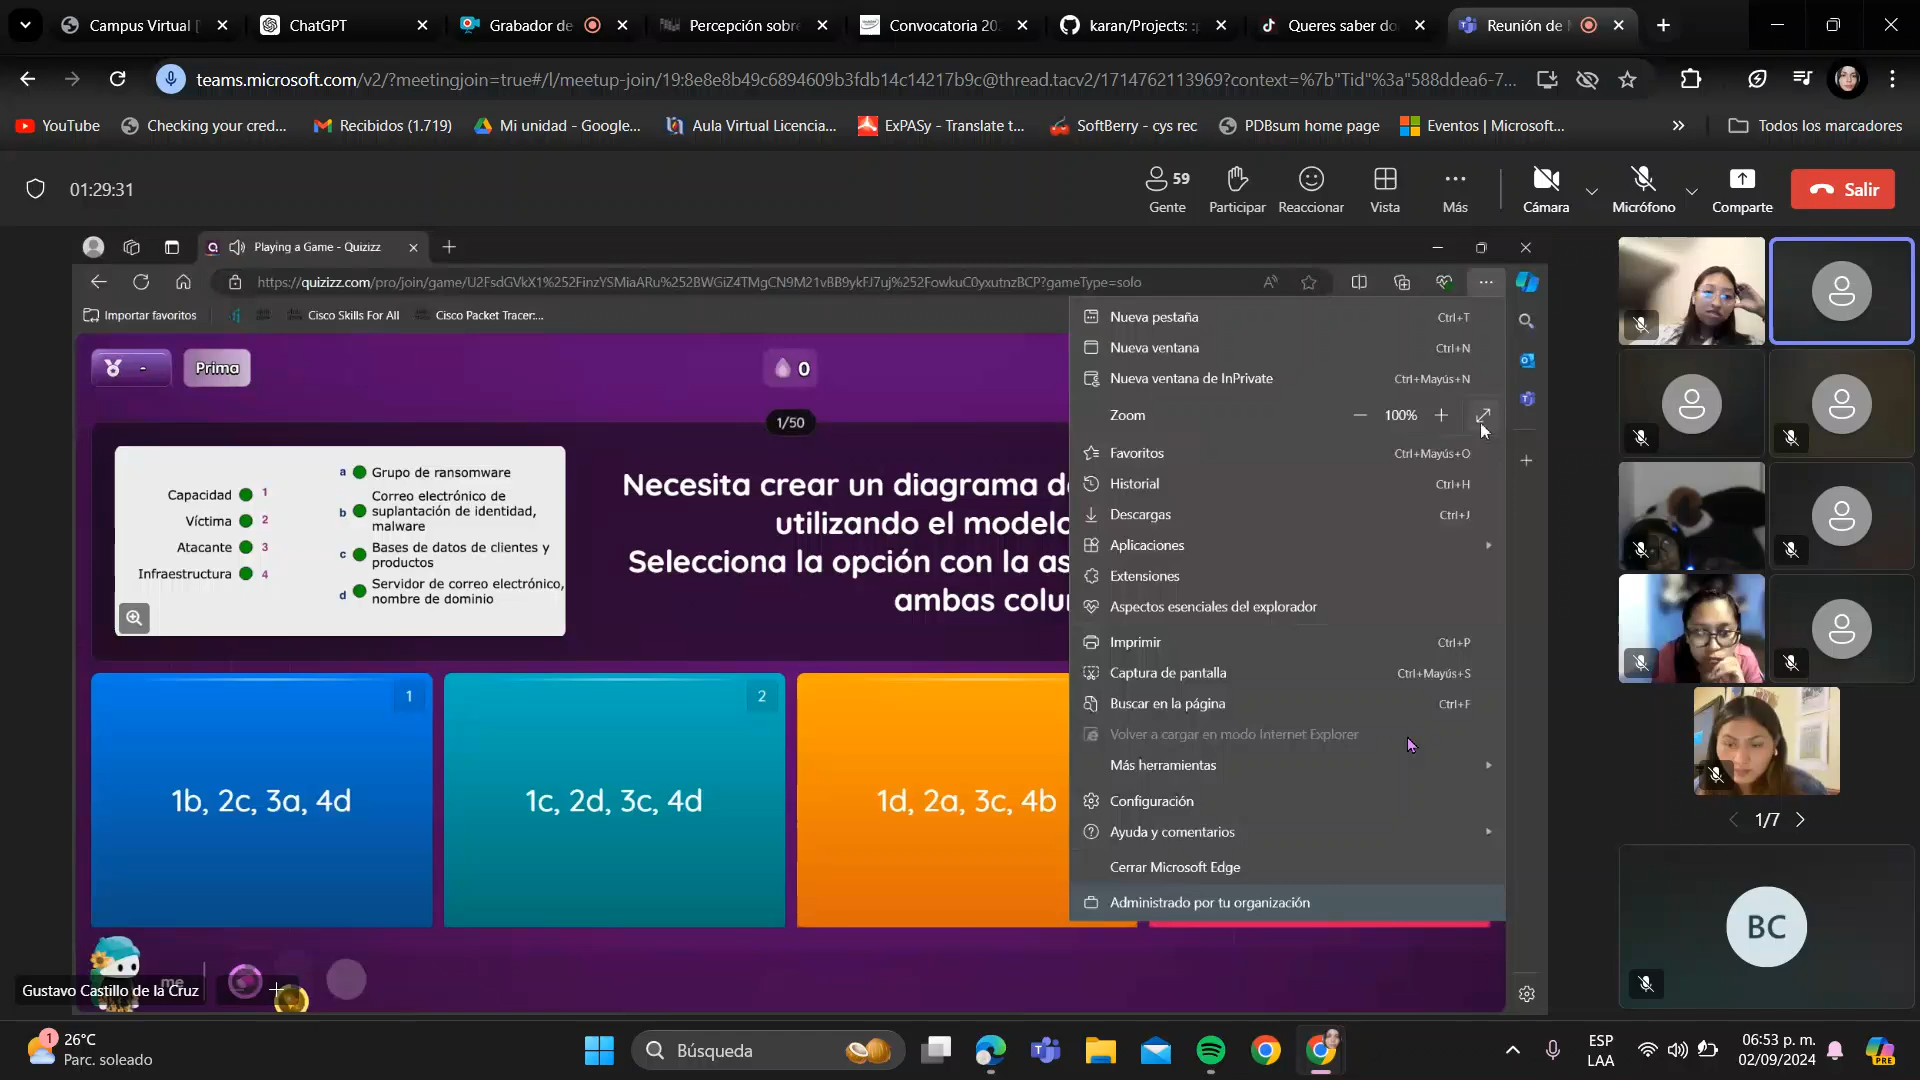 Campus Virtual [
ChatGPT
Grabador de
Percepción sobre
Convocatoria 20
karan/Projects: :p
Queres saber do
Reunión de M
teams.microsoft.com/v2/?meetingjoin=true#/l/meetup-join/19:8e8e8b49c6894609b3fdb14c14217b9c@thread.tacv2/1714762113969?context=%7b"Tid"%3a"588ddea6-7...
YouTube
Checking your cred...
Recibidos (1.719)
Mi unidad - Google...
Aula Virtual Licencia...
ExPASy - Translate t...
SoftBerry - cys rec
PDBsum home page
Eventos | Microsoft...
Todos los marcadores
01:29:31
59
Gente
Participar
Reaccionar
Vista
Más
Cámara
Micrófono
Comparte
Salir
Playing a Game - Quizizz
https://quizizz.com/pro/join/game/U2FsdGVkX1%252FinzYSMiaARu%252BWGiZ4TMgCN9M21vBB9ykFJ7uj%252FowkuC0yxutnzBCP?gameType=solo
Importar favoritos
Cisco Skills For All
Cisco Packet Tracer:...
-
Prima
0
1/50
Capacidad 1
Víctima 2
Atacante 3
Infraestructura 4
a Grupo de ransomware
b Correo electrónico de
suplantación de identidad,
malware
c Bases de datos de clientes y
productos
d Servidor de correo electrónico,
nombre de dominio
Necesita crear un diagrama d
utilizando el modelo
Selecciona la opción con la as
ambas colu
1
1b, 2c, 3a, 4d
2
1c, 2d, 3c, 4d
1d, 2a, 3c, 4b
Nueva pestaña Ctrl+T
Nueva ventana Ctrl+N
Nueva ventana de InPrivate Ctrl+Mayús+N
Zoom 100%
Favoritos Ctrl+Mayús+O
Historial Ctrl+H
Descargas Ctrl+J
Aplicaciones
Extensiones
Aspectos esenciales del explorador
Imprimir Ctrl+P
Captura de pantalla Ctrl+Mayús+S
Buscar en la página Ctrl+F
Volver a cargar en modo Internet Explorer
Más herramientas
Configuración
Ayuda y comentarios
Cerrar Microsoft Edge
Administrado por tu organización
me
Gustavo Castillo de la Cruz
1/7
BC
1
26°C
Parc. soleado
Búsqueda
ESP
LAA
06:53 p. m.
02/09/2024
PRE